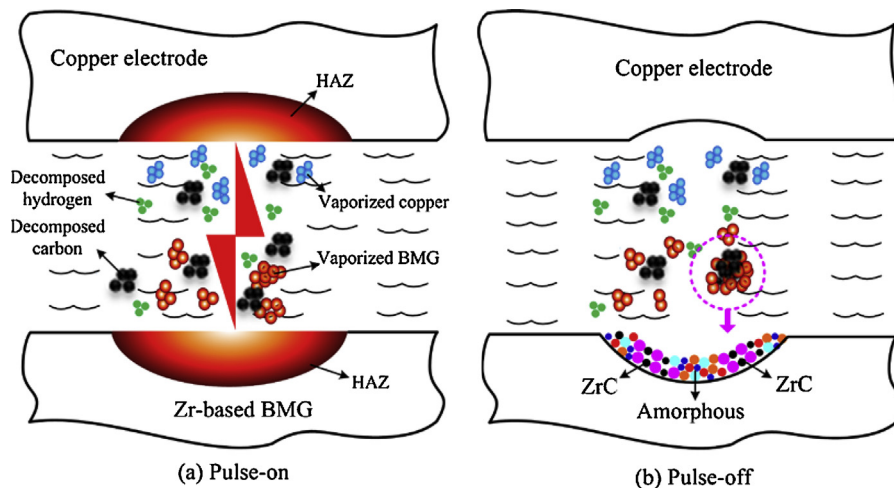 Copper electrode
HAZ
Decomposed
hydrogen
Decomposed
carbon
Vaporized copper
Vaporized BMG
HAZ
Zr-based BMG
(a) Pulse-on
Copper electrode
ZrC
ZrC
Amorphous
(b) Pulse-off